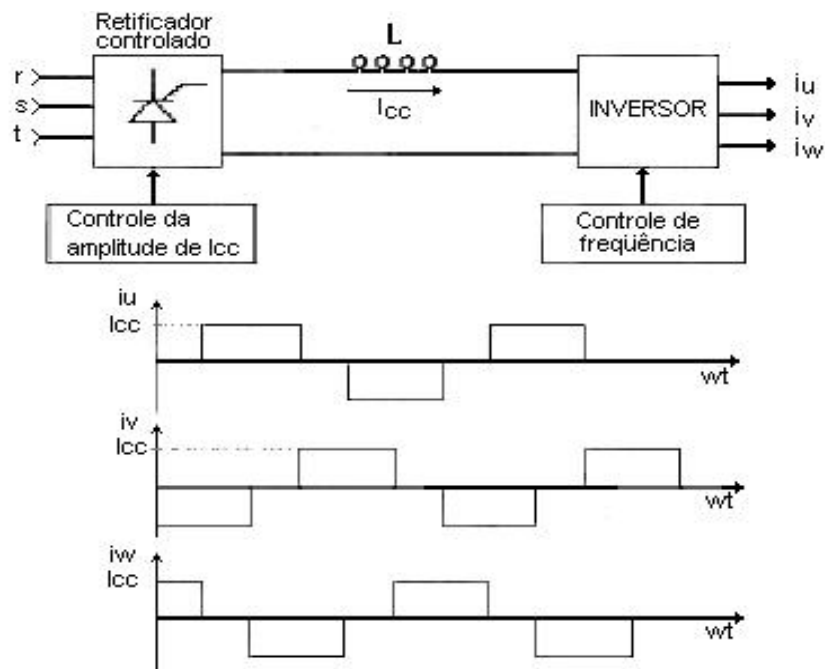 Retificador
controlado
L
r
s
t
Icc
INVERSOR
iu
iv
iw
Controle da
amplitude de Icc
Controle de
freqüência
iu
Icc
wt
iv
Icc
wt
iw
Icc
wt